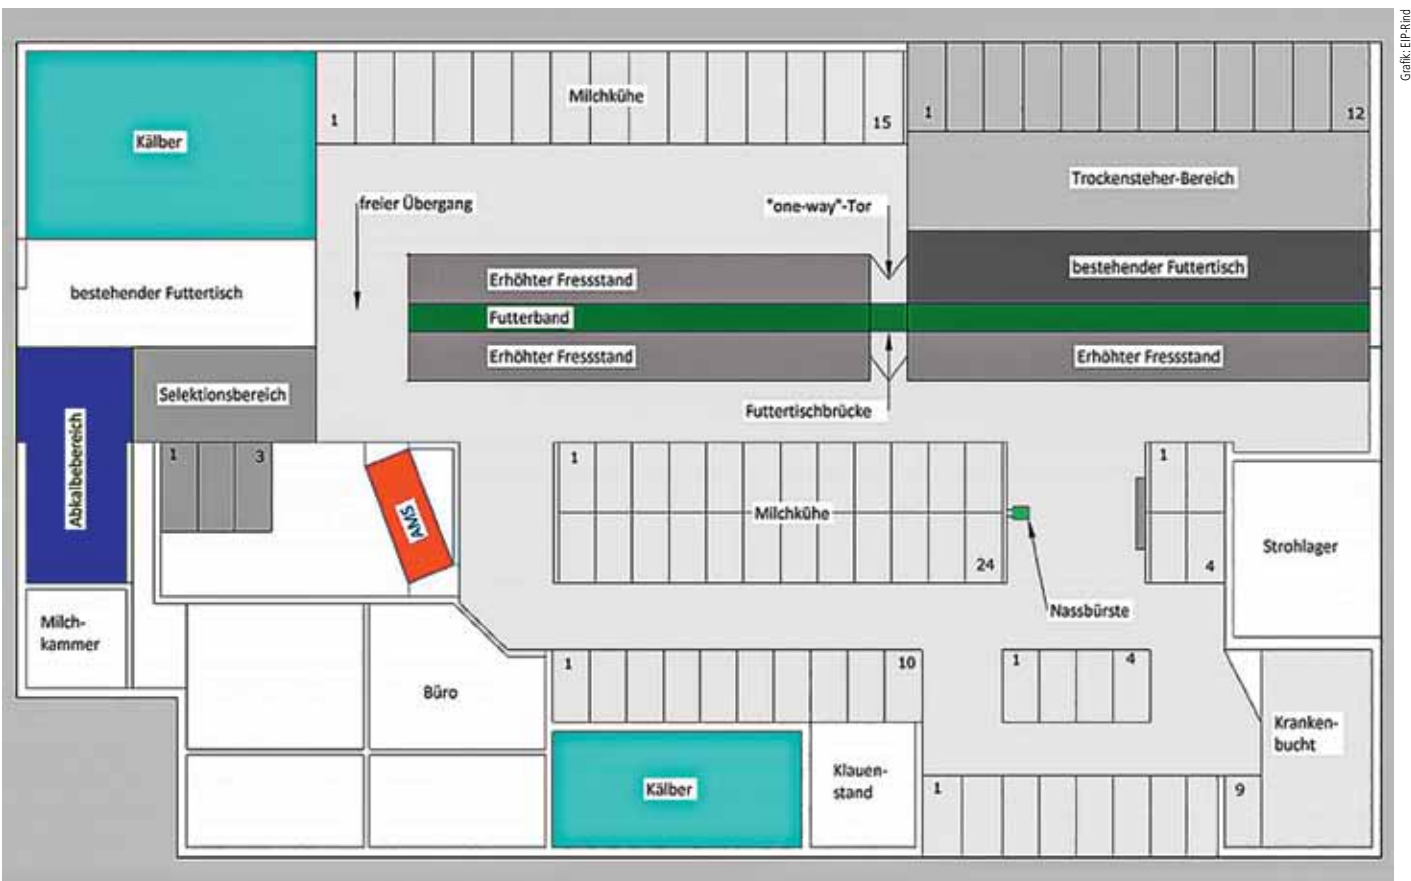 Grafik: EIP-Rind
Kälber
Milchkühe
1
15
1
12
Trockensteher-Bereich
freier Übergang
"one-way"-Tor
bestehender Futtertisch
bestehender Futtertisch
Erhöhter Fressstand
Futterband
Erhöhter Fressstand
Erhöhter Fressstand
Selektionsbereich
Futtertischbrücke
Abkalbebereich
1
3
AMS
1
Milchkühe
24
1
4
Strohlager
Nassbürste
Milch-
kammer
Büro
1
10
1
4
Kranken-
bucht
Kälber
Klauen-
stand
1
9